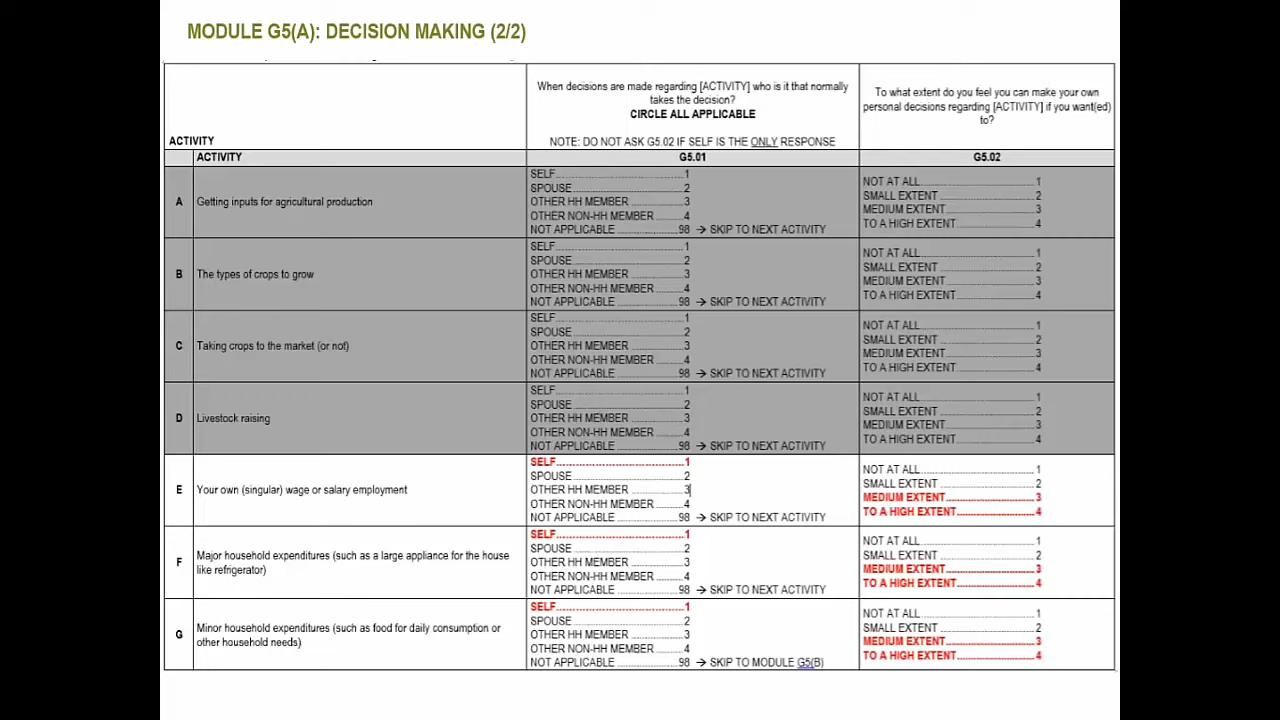 MODULE G5(A): DECISION MAKING (2/2)
ACTIVITY
When decisions are made regarding [ACTIVITY] who is it that normally
takes the decision?
CIRCLE ALL APPLICABLE
NOTE: DO NOT ASK G5.02 IF SELF IS THE ONLY RESPONSE
To what extent do you feel you can make your own
personal decisions regarding [ACTIVITY] if you want(ed)
to?
ACTIVITY
G5.01
G5.02
A
Getting inputs for agricultural production
SELF 1
SPOUSE 2
OTHER HH MEMBER 3
OTHER NON-HH MEMBER 4
NOT APPLICABLE 98 → SKIP TO NEXT ACTIVITY
NOT AT ALL 1
SMALL EXTENT 2
MEDIUM EXTENT 3
TO A HIGH EXTENT 4
B
The types of crops to grow
SELF 1
SPOUSE 2
OTHER HH MEMBER 3
OTHER NON-HH MEMBER 4
NOT APPLICABLE 98 → SKIP TO NEXT ACTIVITY
NOT AT ALL 1
SMALL EXTENT 2
MEDIUM EXTENT 3
TO A HIGH EXTENT 4
C
Taking crops to the market (or not)
SELF 1
SPOUSE 2
OTHER HH MEMBER 3
OTHER NON-HH MEMBER 4
NOT APPLICABLE 98 → SKIP TO NEXT ACTIVITY
NOT AT ALL 1
SMALL EXTENT 2
MEDIUM EXTENT 3
TO A HIGH EXTENT 4
D
Livestock raising
SELF 1
SPOUSE 2
OTHER HH MEMBER 3
OTHER NON-HH MEMBER 4
NOT APPLICABLE 98 → SKIP TO NEXT ACTIVITY
NOT AT ALL 1
SMALL EXTENT 2
MEDIUM EXTENT 3
TO A HIGH EXTENT 4
E
Your own (singular) wage or salary employment
SELF 1
SPOUSE 2
OTHER HH MEMBER 3
OTHER NON-HH MEMBER 4
NOT APPLICABLE 98 → SKIP TO NEXT ACTIVITY
NOT AT ALL 1
SMALL EXTENT 2
MEDIUM EXTENT 3
TO A HIGH EXTENT 4
F
Major household expenditures (such as a large appliance for the house
like refrigerator)
SELF 1
SPOUSE 2
OTHER HH MEMBER 3
OTHER NON-HH MEMBER 4
NOT APPLICABLE 98 → SKIP TO NEXT ACTIVITY
NOT AT ALL 1
SMALL EXTENT 2
MEDIUM EXTENT 3
TO A HIGH EXTENT 4
G
Minor household expenditures (such as food for daily consumption or
other household needs)
SELF 1
SPOUSE 2
OTHER HH MEMBER 3
OTHER NON-HH MEMBER 4
NOT APPLICABLE 98 → SKIP TO MODULE G5(B)
NOT AT ALL 1
SMALL EXTENT 2
MEDIUM EXTENT 3
TO A HIGH EXTENT 4